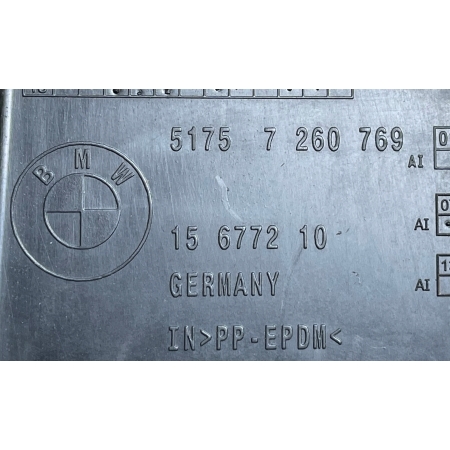 BMW
5175 7 260 769
AI
15 6772 10
AI
GERMANY
AI
IN>PP-EPDM<